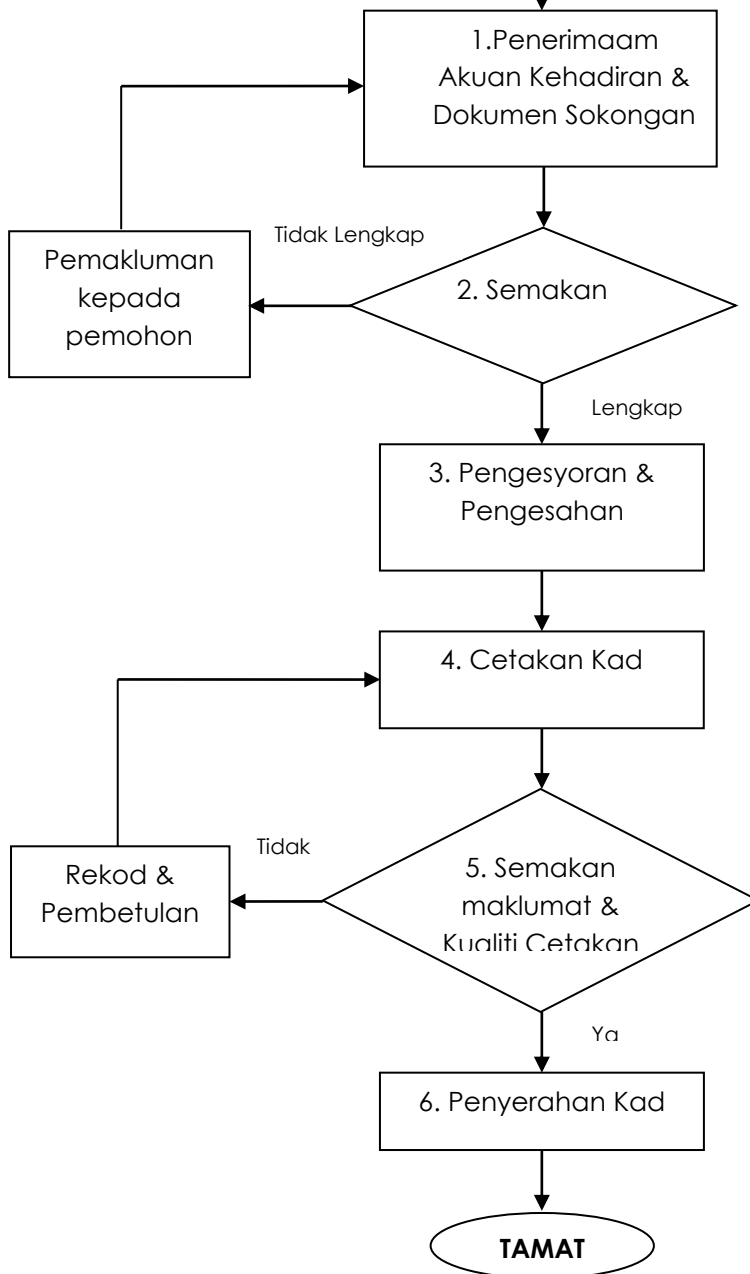 1.Penerimaam
Akuan Kehadiran &
Dokumen Sokongan
Tidak Lengkap
Pemakluman
kepada
pemohon
2. Semakan
Lengkap
3. Pengesyoran &
Pengesahan
4. Cetakan Kad
Tidak
Rekod &
Pembetulan
5. Semakan
maklumat &
Kualiti Cetakan
Ya
6. Penyerahan Kad
TAMAT